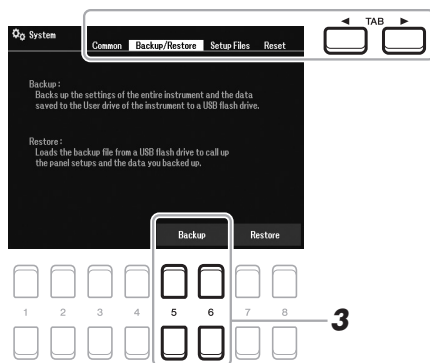 ◀ TAB ▶
System
Common Backup/Restore Setup Files Reset
Backup :
Backs up the settings of the entire instrument and the data
saved to the User drive of the instrument to a USB flash drive.
Restore :
Loads the backup file from a USB flash drive to call up
the panel setups and the data you backed up.
Backup Restore
1 2 3 4 5 6 7 8
3